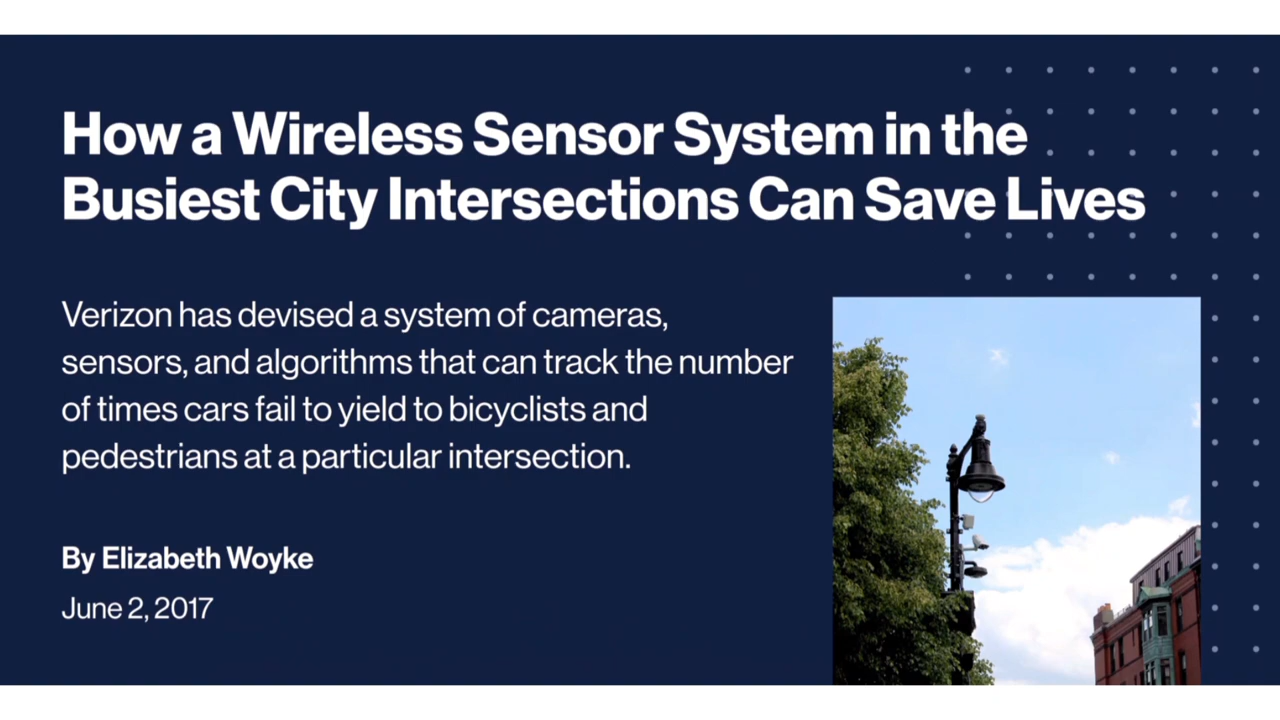 How a Wireless Sensor System in the
Busiest City Intersections Can Save Lives
Verizon has devised a system of cameras,
sensors, and algorithms that can track the number
of times cars fail to yield to bicyclists and
pedestrians at a particular intersection.
By Elizabeth Woyke
June 2, 2017